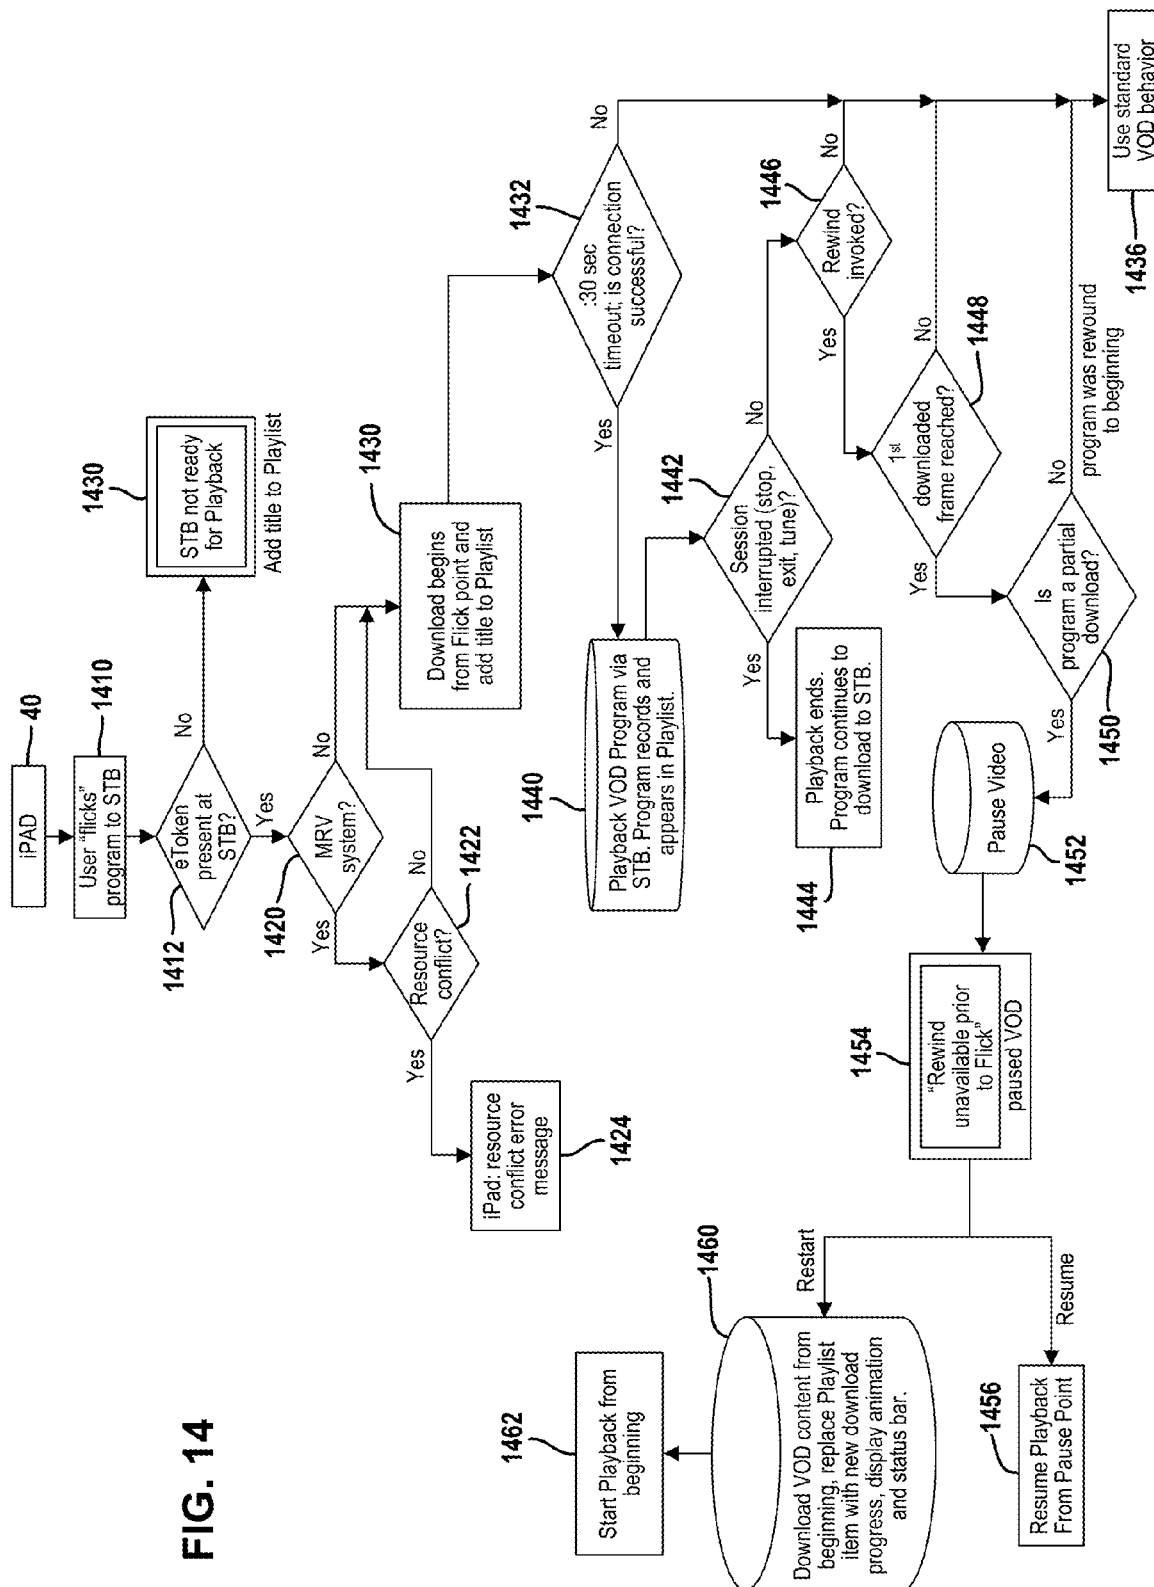 FIG. 14
iPAD
40
User "flicks"
program to STB
1410
eToken
present at
STB?
1412
No
Yes
STB not ready
for Playback
Add title to Playlist
1430
MRV
system?
1420
No
Yes
Resource
conflict?
1422
No
Yes
iPad: resource
conflict error
message
1424
Download begins
from Flick point and
add title to Playlist
1430
:30 sec
timeout; is connection
successful?
1432
No
Yes
Playback VOD Program via
STB. Program records and
appears in Playlist.
1440
Session
interrupted (stop,
exit, tune)?
1442
No
Yes
Playback ends.
Program continues to
download to STB.
1444
Rewind
invoked?
1446
No
Yes
1st
downloaded
frame reached?
1448
No
Yes
Is
program a partial
download?
1450
No
program was rewound
to beginning
Yes
Use standard
VOD behavior
1436
Pause Video
1452
"Rewind
unavailable prior
to Flick"
paused VOD
1454
Restart
Resume
Download VOD content from
beginning, replace Playlist
item with new download
progress, display animation
and status bar.
1460
Start Playback from
beginning
1462
Resume Playback
From Pause Point
1456